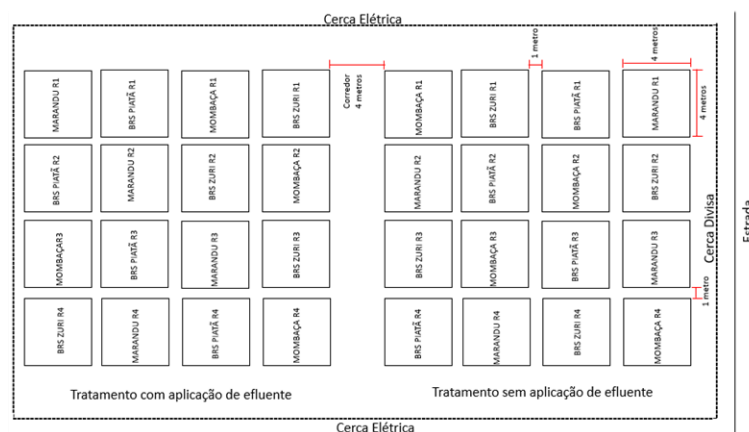 Cerca Elétrica
1 metro
4 metros
Corredor
4 metros
MARANDU R1
BRS PIATÃ R1
MOMBAÇA R1
BRS ZURI R1
MOMBAÇA R1
BRS ZURI R1
BRS PIATÃ R1
MARANDU R1
4 metros
BRS PIATÃ R2
MARANDU R2
BRS ZURI R2
MOMBAÇA R2
MARANDU R2
BRS PIATÃ R2
MOMBAÇA R2
BRS ZURI R2
Cerca Divisa
Estrada
MOMBAÇAR3
BRS PIATÃ R3
MARANDU R3
BRS ZURI R3
BRS ZURI R3
MOMBAÇA R3
BRS PIATÃ R3
MARANDU R3
1 metro
BRS ZURI R4
MARANDU R4
BRS PIATÃ R4
MOMBAÇA R4
BRS PIATÃ R4
MARANDU R4
BRS ZURI R4
MOMBAÇA R4
Tratamento com aplicação de efluente
Tratamento sem aplicação de efluente
Cerca Elétrica